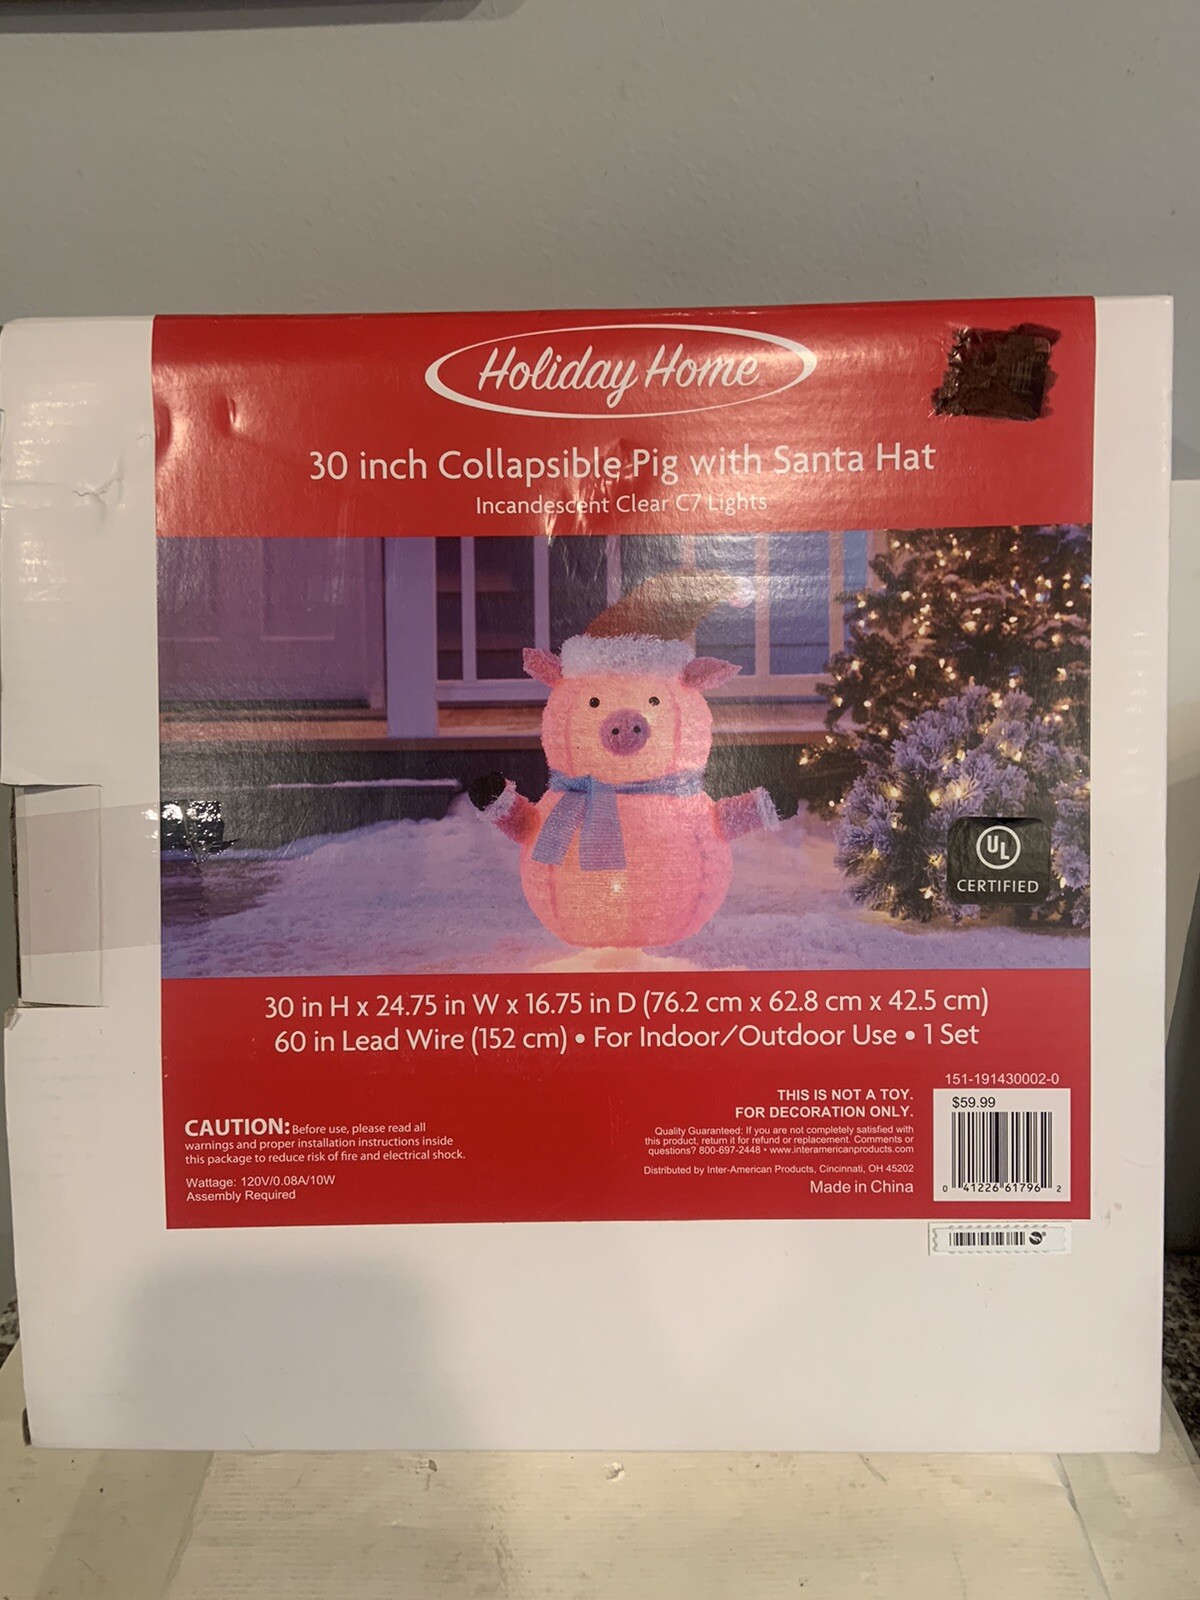 Holiday Home
30 inch Collapsible Pig with Santa Hat
Incandescent Clear C7 Lights
UL
CERTIFIED
30 in H x 24.75 in W x 16.75 in D (76.2 cm x 62.8 cm x 42.5 cm)
60 in Lead Wire (152 cm) • For Indoor/Outdoor Use • 1 Set
CAUTION: Before use, please read all
warnings and proper installation instructions inside
this package to reduce risk of fire and electrical shock.
Wattage: 120V/0.08A/10W
Assembly Required
THIS IS NOT A TOY.
FOR DECORATION ONLY.
Quality Guaranteed: If you are not completely satisfied with
this product, return it for refund or replacement. Comments or
questions? 800-697-2448 • www.interamericanproducts.com
Distributed by Inter-American Products, Cincinnati, OH 45202
Made in China
151-191430002-0
$59.99
0 41226 61796 2